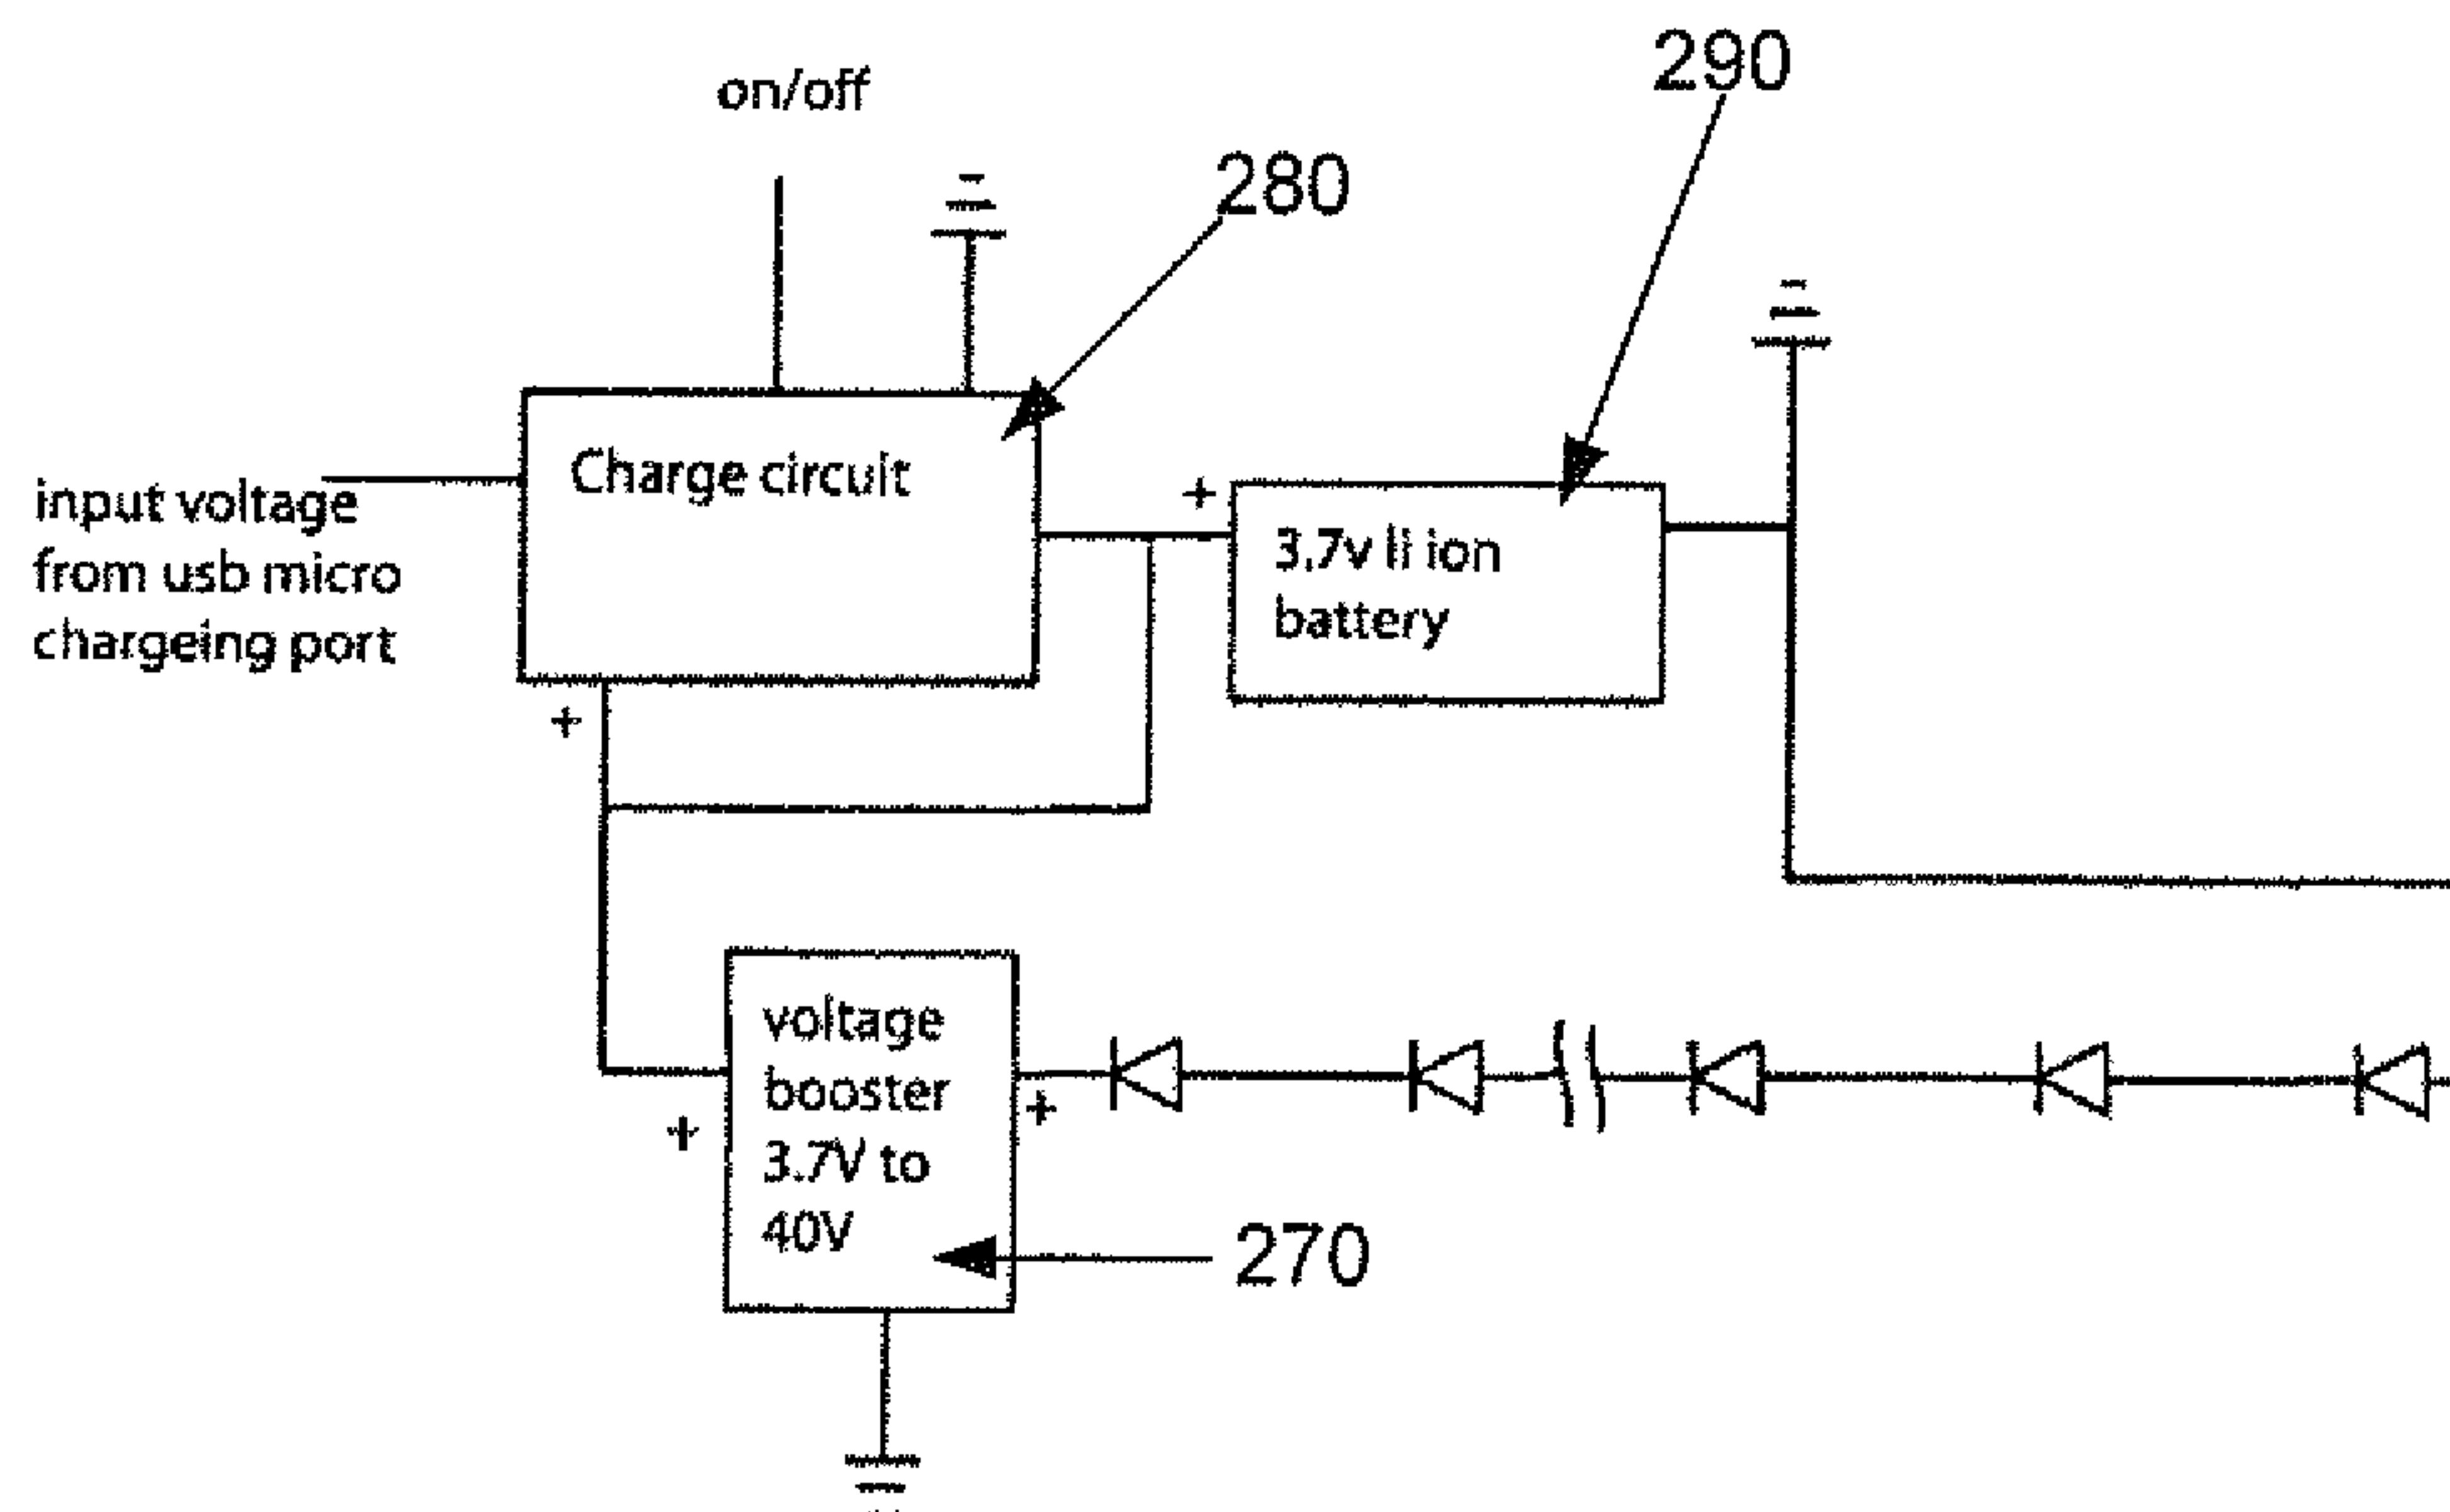 290
on/off
280
Charge circuit
input voltage
from usb micro
chargeing port
+
3.7v li ion
battery
+
voltage
booster
3.7V to
40V
+
+
270